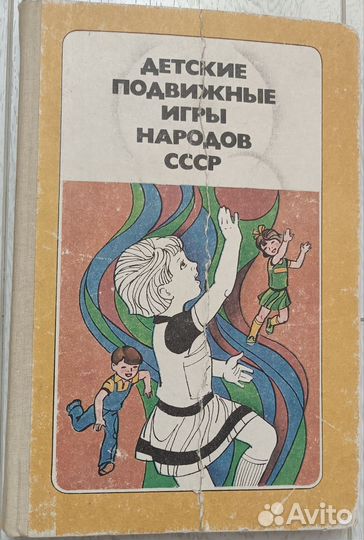 ДЕТСКИЕ
ПОДВИЖНЫЕ
ИГРЫ
НАРОДОВ
СССР
Avito